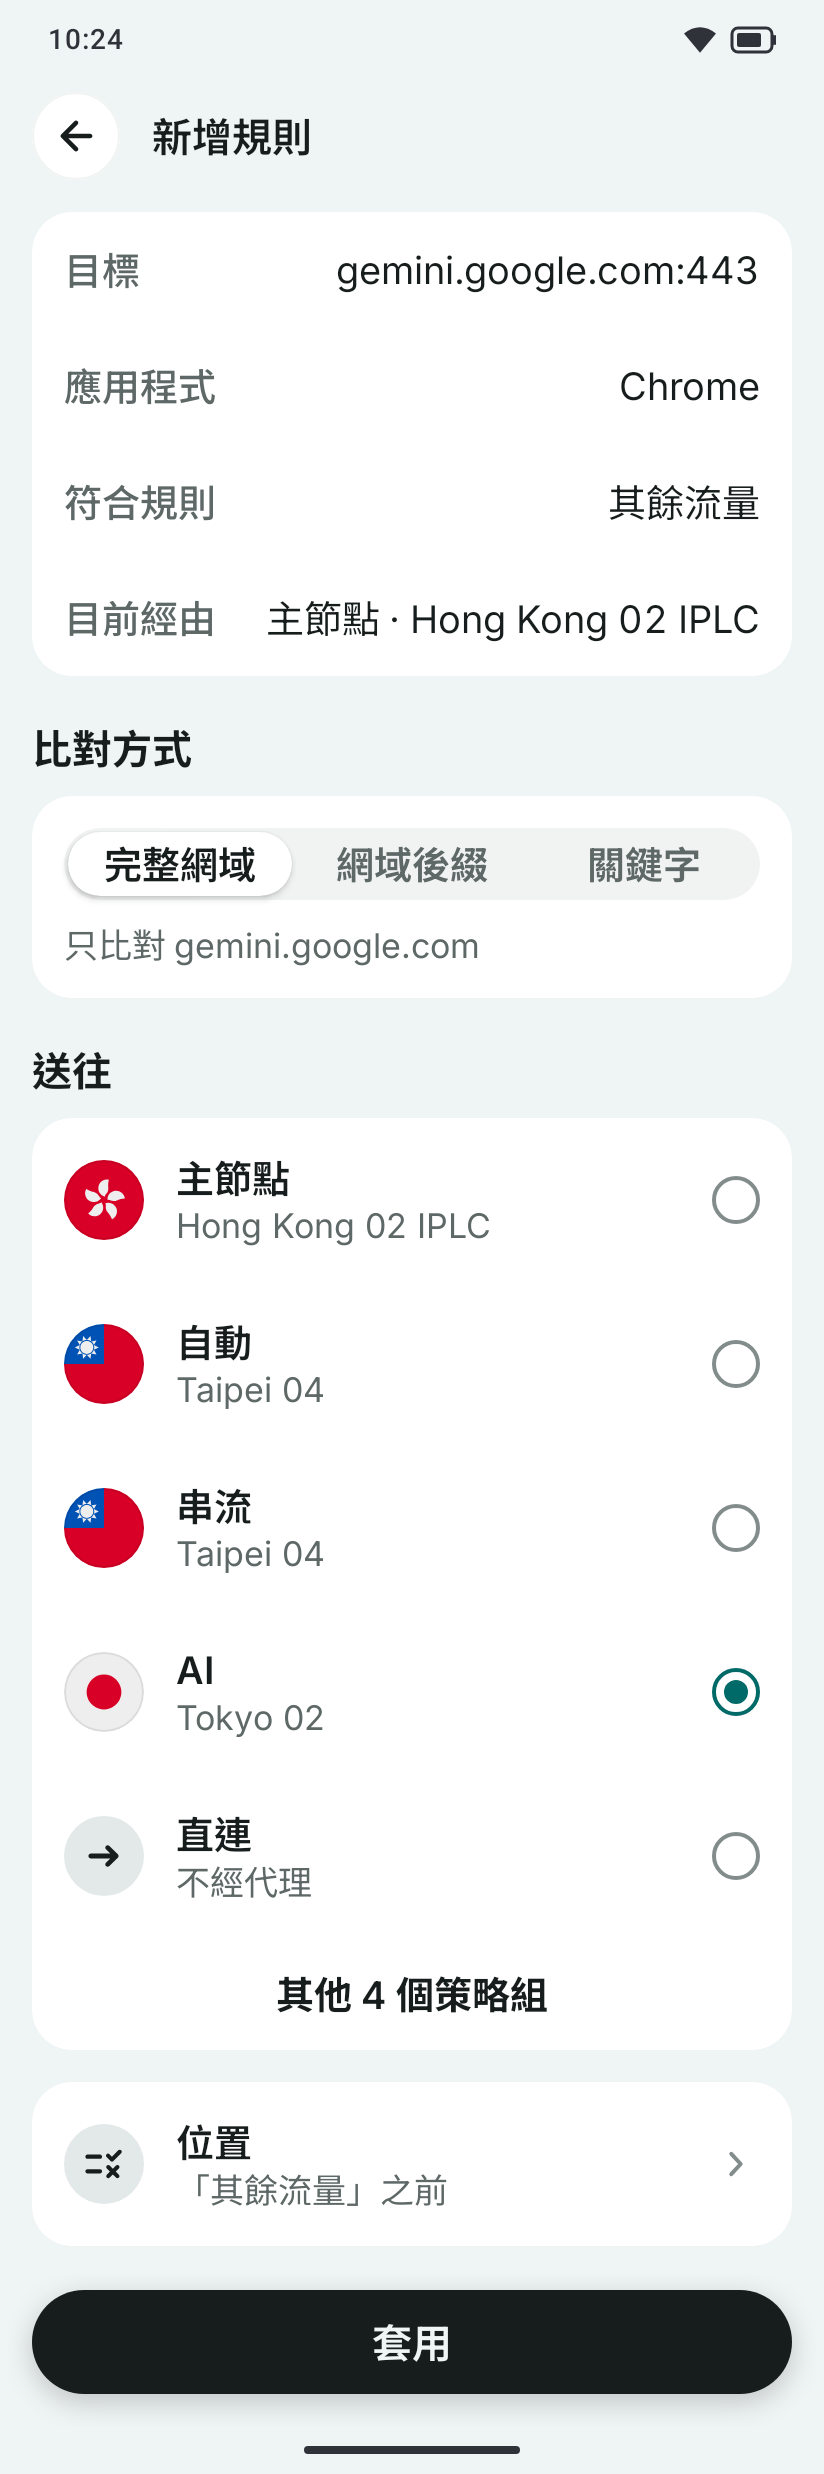 10:24
新增規則
目標 gemini.google.com:443
應用程式 Chrome
符合規則 其餘流量
目前經由 主節點 · Hong Kong 02 IPLC
比對方式
完整網域 網域後綴 關鍵字
只比對 gemini.google.com
送往
主節點
Hong Kong 02 IPLC
自動
Taipei 04
串流
Taipei 04
AI
Tokyo 02
直連
不經代理
其他 4 個策略組
位置
「其餘流量」之前
套用